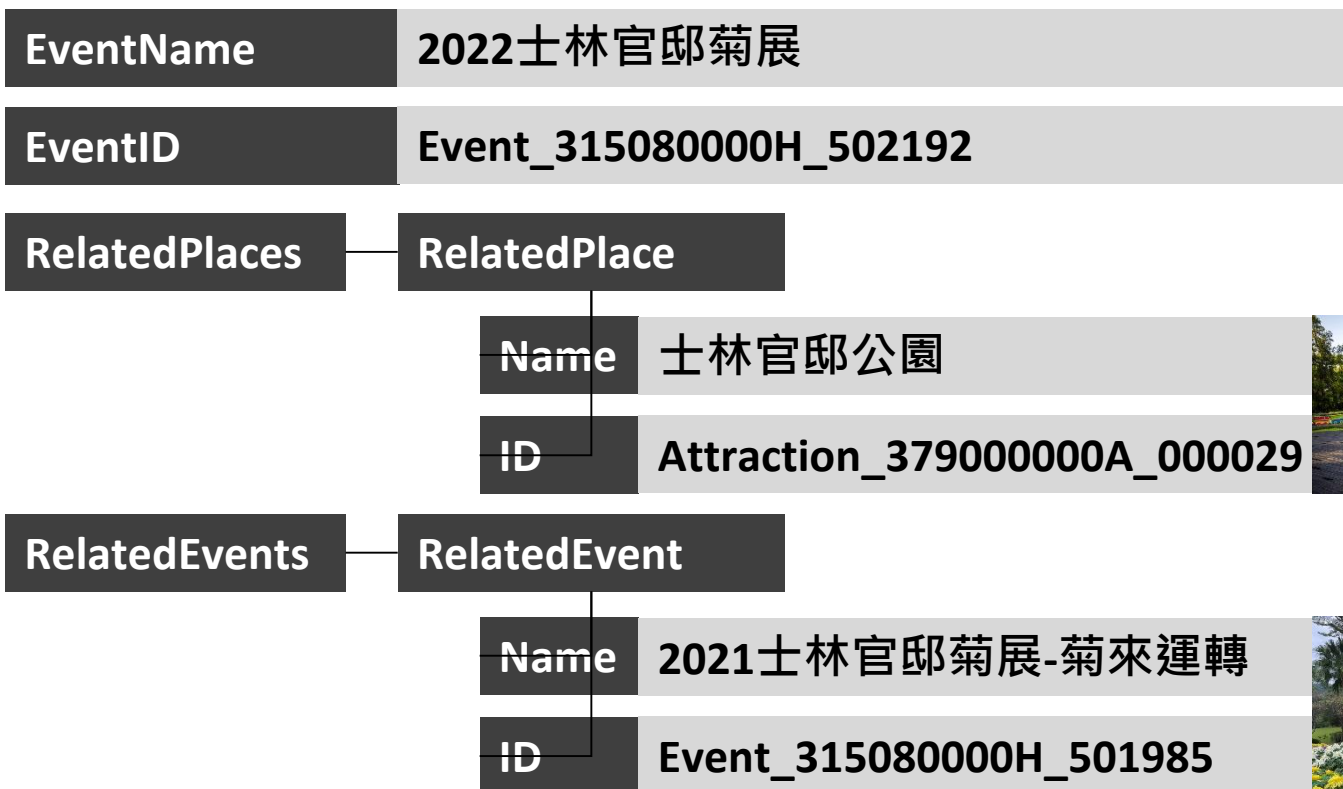 EventName 2022士林官邸菊展
EventID Event_315080000H_502192
RelatedPlaces RelatedPlace
Name 士林官邸公園
ID Attraction_379000000A_000029
RelatedEvents RelatedEvent
Name 2021士林官邸菊展-菊來運轉
ID Event_315080000H_501985